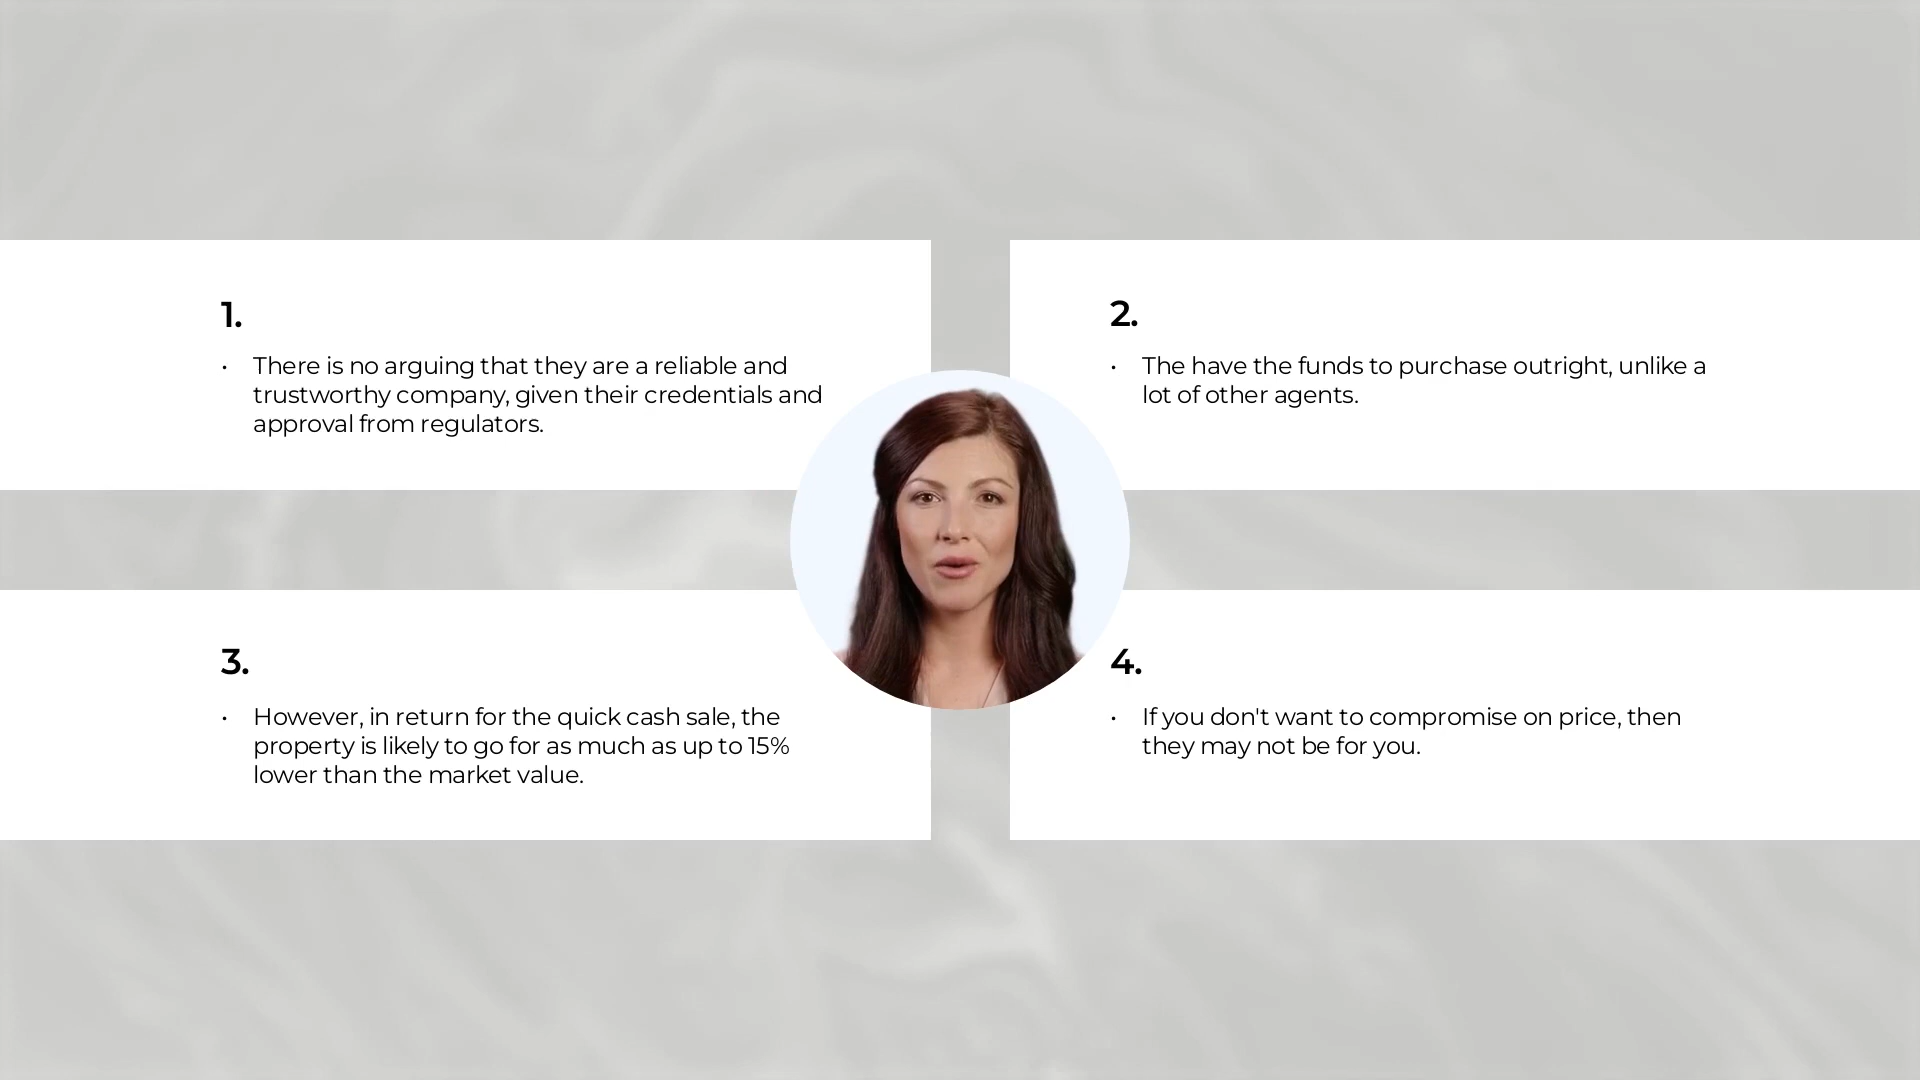 1.
• There is no arguing that they are a reliable and
trustworthy company, given their credentials and
approval from regulators.
2.
• The have the funds to purchase outright, unlike a
lot of other agents.
3.
• However, in return for the quick cash sale, the
property is likely to go for as much as up to 15%
lower than the market value.
4.
• If you don't want to compromise on price, then
they may not be for you.